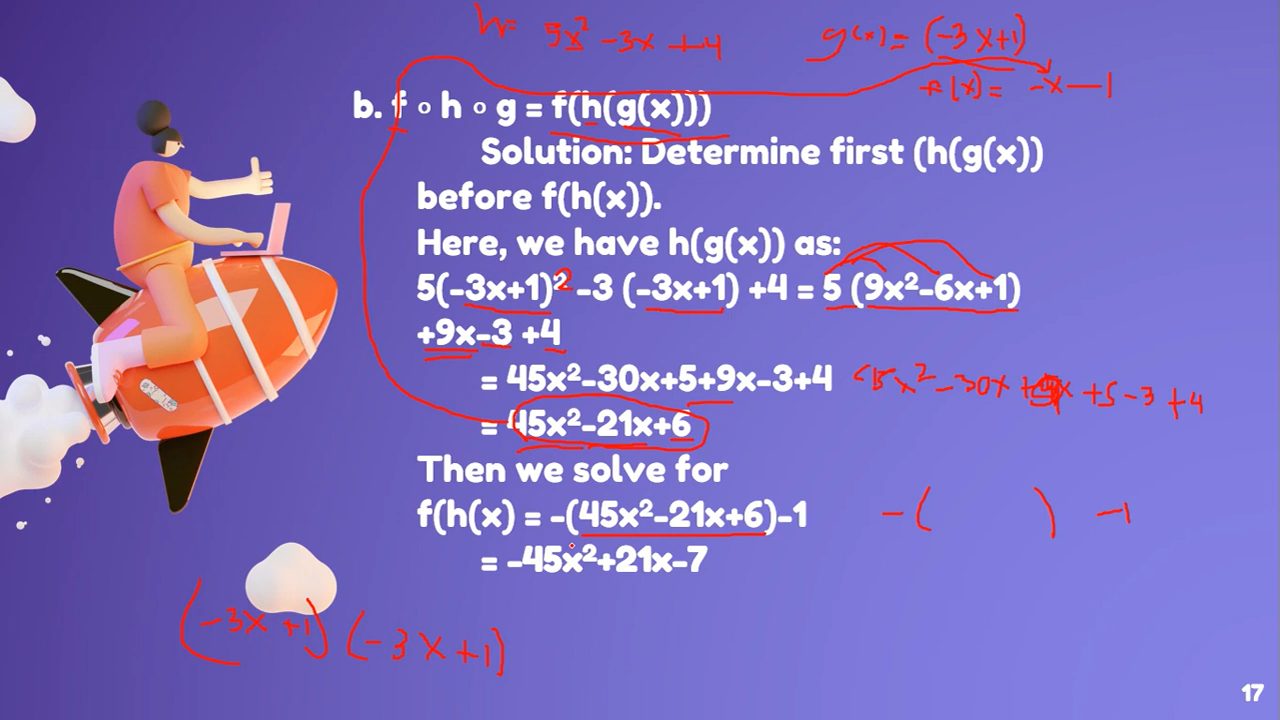 h= 5x² -3x +4 g(x) = (-3x+1)
f(x) = -x-1
b. f ∘ h ∘ g = f(h(g(x)))
Solution: Determine first (h(g(x))
before f(h(x)).
Here, we have h(g(x)) as:
5(-3x+1)² -3 (-3x+1) +4 = 5 (9x²-6x+1)
+9x-3 +4
= 45x²-30x+5+9x-3+4 45x² -30x +9x +5 -3 +4
= 45x²-21x+6
Then we solve for
f(h(x) = -(45x²-21x+6)-1 -( ) -1
= -45x²+21x-7
(-3x +1) (-3x+1)
17